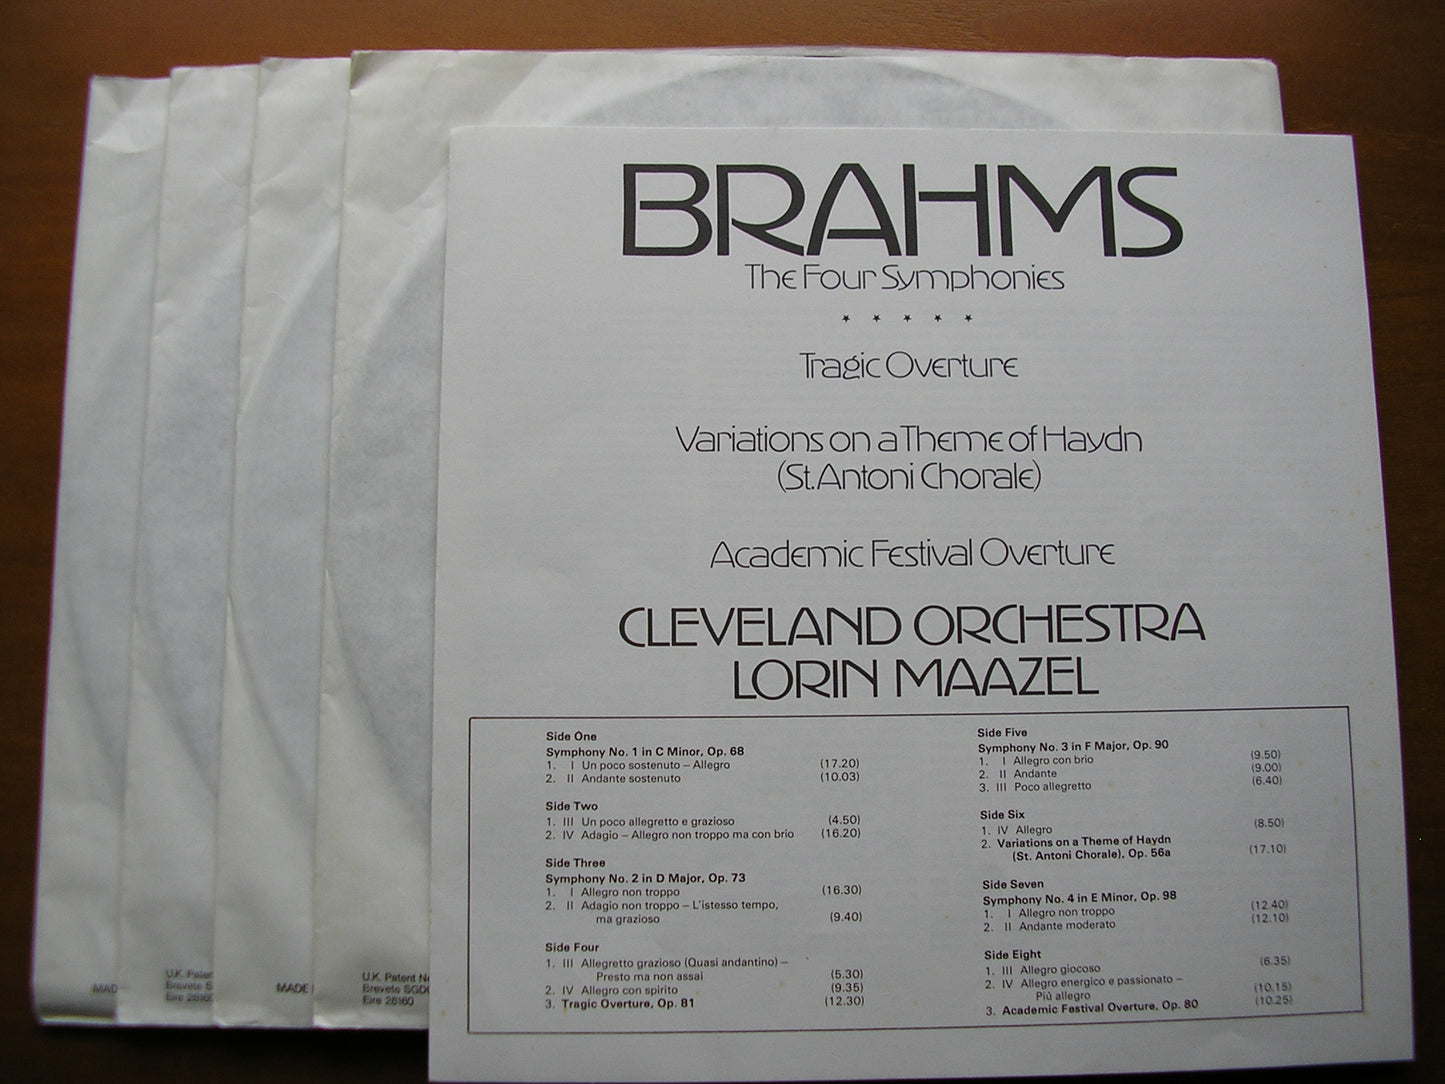 BRAHMS
The Four Symphonies
Tragic Overture
Variations on a Theme of Haydn
(St. Antoni Chorale)
Academic Festival Overture
CLEVELAND ORCHESTRA
LORIN MAAZEL
Side One
Symphony No. 1 in C Minor, Op. 68
1. I Un poco sostenuto – Allegro (17.20)
2. II Andante sostenuto (10.03)
Side Two
1. III Un poco allegretto e grazioso (4.50)
2. IV Adagio – Allegro non troppo ma con brio (16.20)
Side Three
Symphony No. 2 in D Major, Op. 73
1. I Allegro non troppo (16.30)
2. II Adagio non troppo – L'istesso tempo,
ma grazioso (9.40)
Side Four
1. III Allegretto grazioso (Quasi andantino) –
Presto ma non assai (5.30)
2. IV Allegro con spirito (9.35)
3. Tragic Overture, Op. 81 (12.30)
Side Five
Symphony No. 3 in F Major, Op. 90
1. I Allegro con brio (9.50)
2. II Andante (9.00)
3. III Poco allegretto (6.40)
Side Six
1. IV Allegro (8.50)
2. Variations on a Theme of Haydn
(St. Antoni Chorale), Op. 56a (17.10)
Side Seven
Symphony No. 4 in E Minor, Op. 98
1. I Allegro non troppo (12.40)
2. II Andante moderato (12.10)
Side Eight
1. III Allegro giocoso (6.35)
2. IV Allegro energico e passionato –
Più allegro (10.15)
3. Academic Festival Overture, Op. 80 (10.25)
MAD
U.K. Paten
Brevete S
Eire 28160
MADE
U.K. Patent No
Brevete SGD
Eire 28160